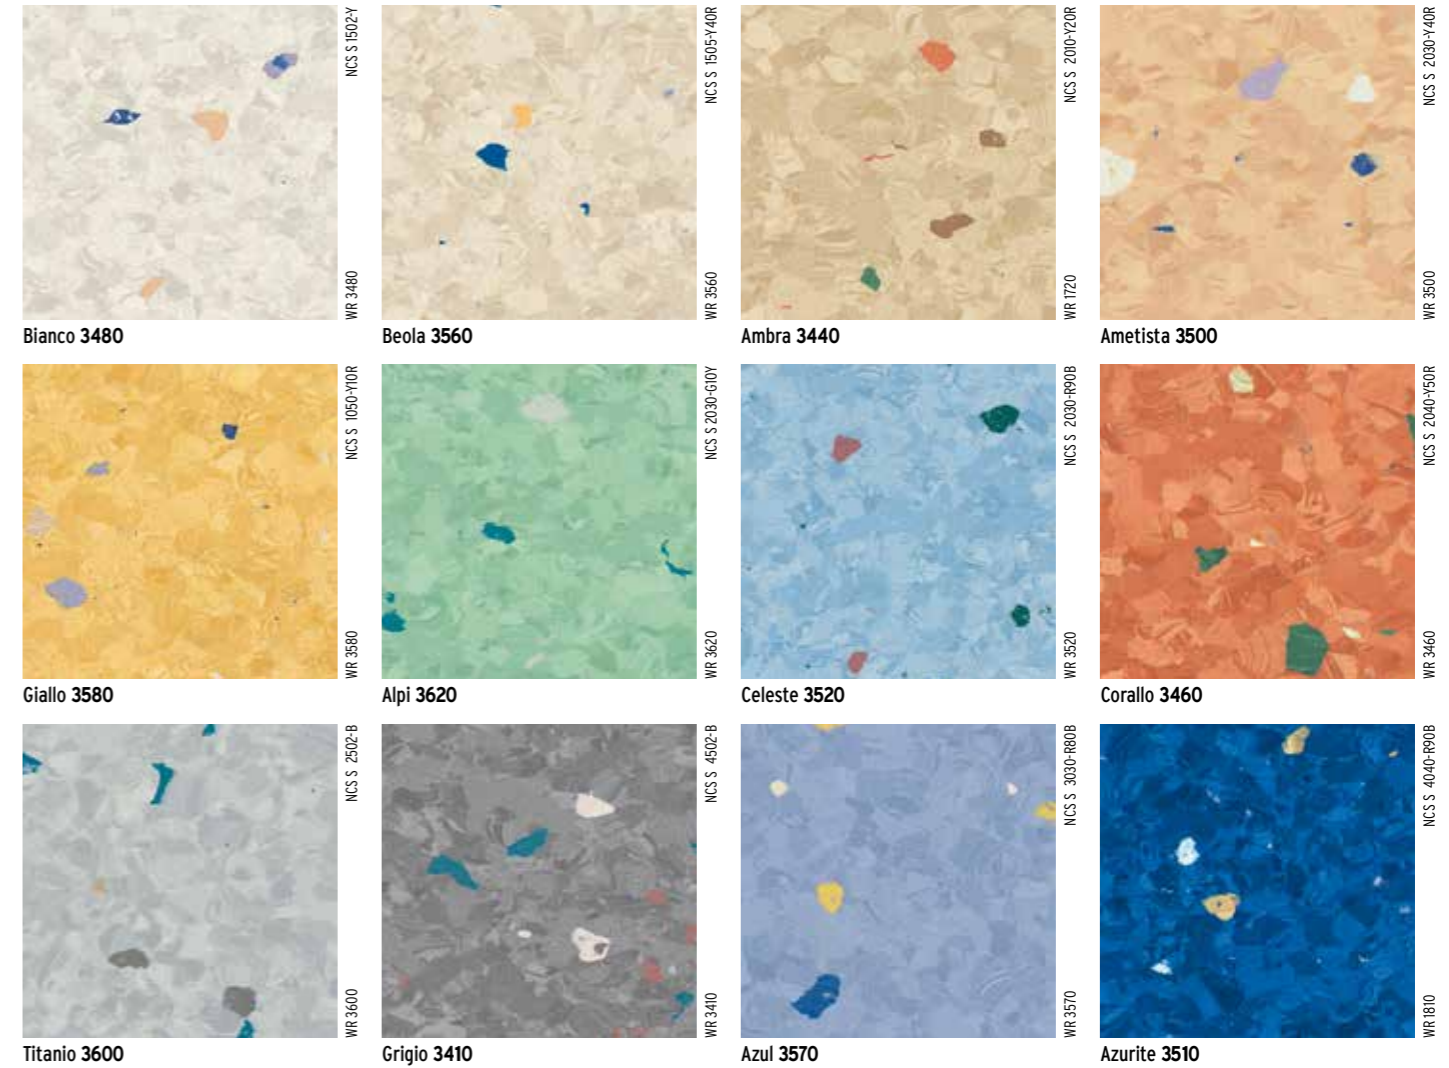 NCS S 1502-Y
WR 3480
Bianco 3480
NCS S 1505-Y40R
WR 3560
Beola 3560
NCS S 2010-Y20R
WR 1720
Ambra 3440
NCS S 2030-Y40R
WR 3500
Ametista 3500
NCS S 1050-Y10R
WR 3580
Giallo 3580
NCS S 2030-G10Y
WR 3620
Alpi 3620
NCS S 2030-R90B
WR 3520
Celeste 3520
NCS S 2040-Y50R
WR 3460
Corallo 3460
NCS S 2502-B
WR 3600
Titanio 3600
NCS S 4502-B
WR 3410
Grigio 3410
NCS S 3030-R80B
WR 3570
Azul 3570
NCS S 4040-R90B
WR 1810
Azurite 3510